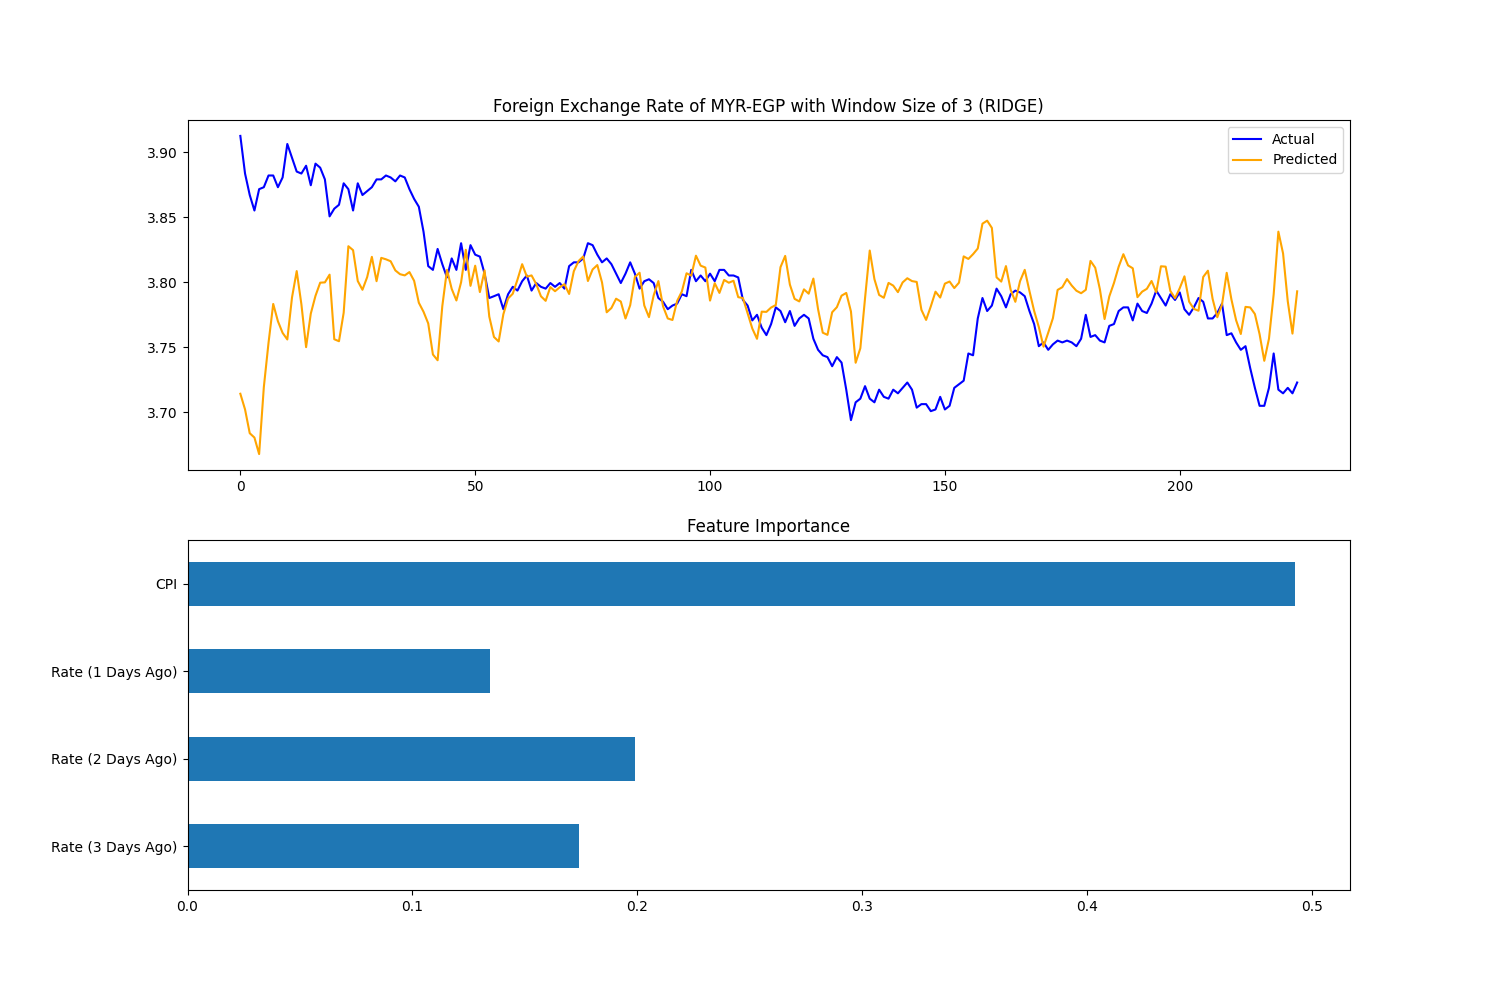 Foreign Exchange Rate of MYR-EGP with Window Size of 3 (RIDGE)
Actual
Predicted
3.90
3.85
3.80
3.75
3.70
0 50 100 150 200
Feature Importance
CPI
Rate (1 Days Ago)
Rate (2 Days Ago)
Rate (3 Days Ago)
0.0 0.1 0.2 0.3 0.4 0.5